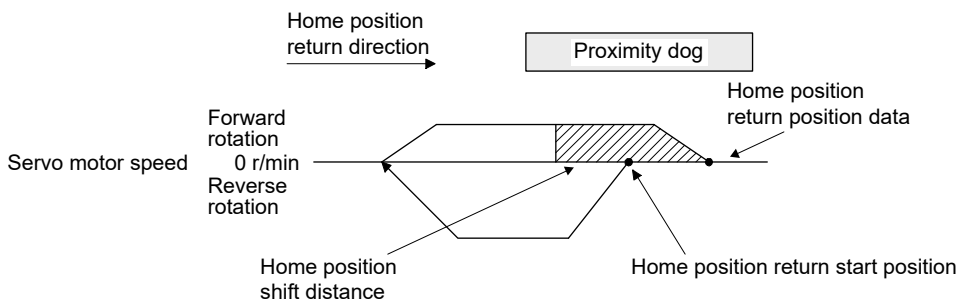 Home position
return direction
Proximity dog
Home position
return position data
Forward
rotation
Servo motor speed
0 r/min
Reverse
rotation
Home position
shift distance
Home position return start position